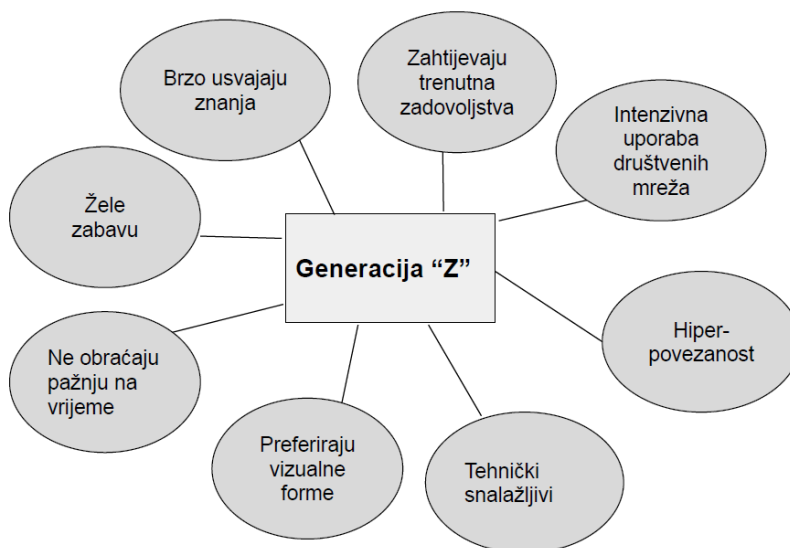 Brzo usvajaju
znanja
Zahtijevaju
trenutna
zadovoljstva
Intenzivna
uporaba
društvenih
mreža
Žele
zabavu
Generacija “Z”
Hiper-
povezanost
Ne obraćaju
pažnju na
vrijeme
Preferiraju
vizualne
forme
Tehnički
snalažljivi